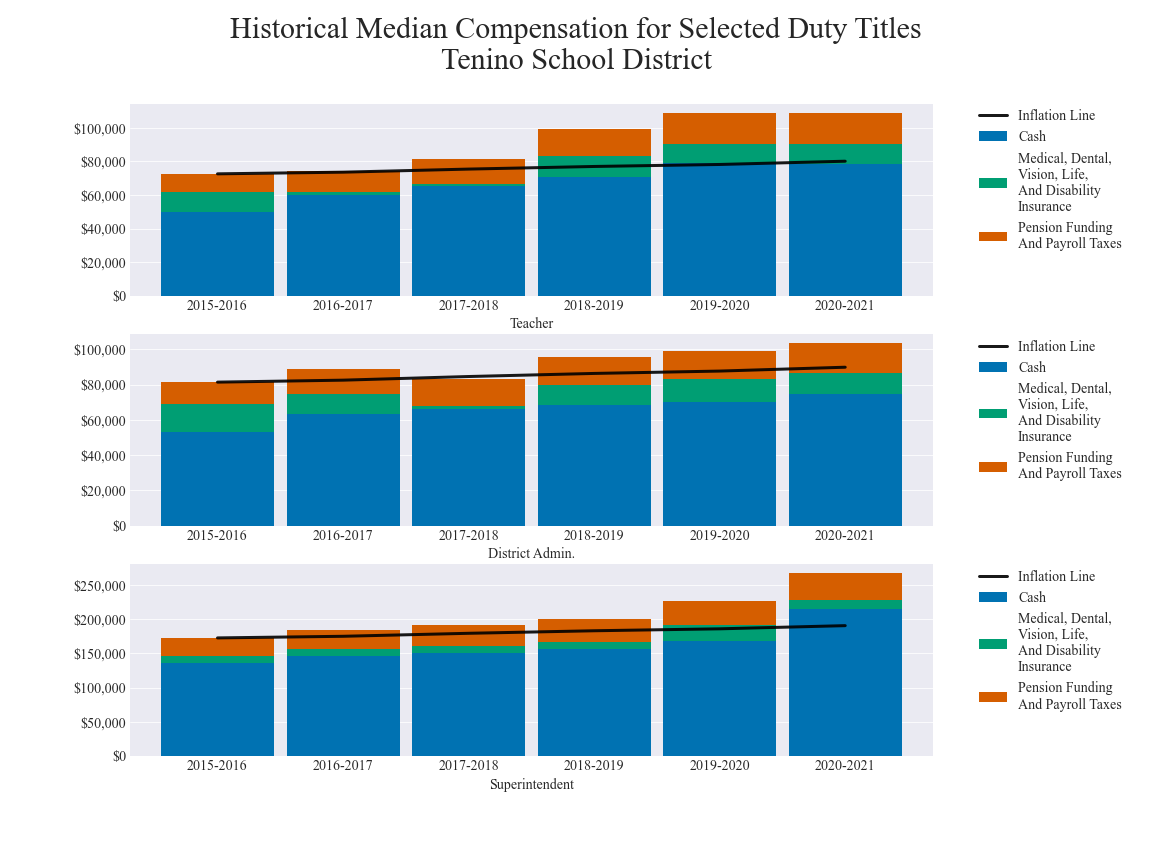 Historical Median Compensation for Selected Duty Titles
Tenino School District
$100,000
$80,000
$60,000
$40,000
$20,000
$0
2015-2016
2016-2017
2017-2018
2018-2019
2019-2020
2020-2021
Teacher
Inflation Line
Cash
Medical, Dental,
Vision, Life,
And Disability
Insurance
Pension Funding
And Payroll Taxes
$100,000
$80,000
$60,000
$40,000
$20,000
$0
2015-2016
2016-2017
2017-2018
2018-2019
2019-2020
2020-2021
District Admin.
Inflation Line
Cash
Medical, Dental,
Vision, Life,
And Disability
Insurance
Pension Funding
And Payroll Taxes
$250,000
$200,000
$150,000
$100,000
$50,000
$0
2015-2016
2016-2017
2017-2018
2018-2019
2019-2020
2020-2021
Superintendent
Inflation Line
Cash
Medical, Dental,
Vision, Life,
And Disability
Insurance
Pension Funding
And Payroll Taxes